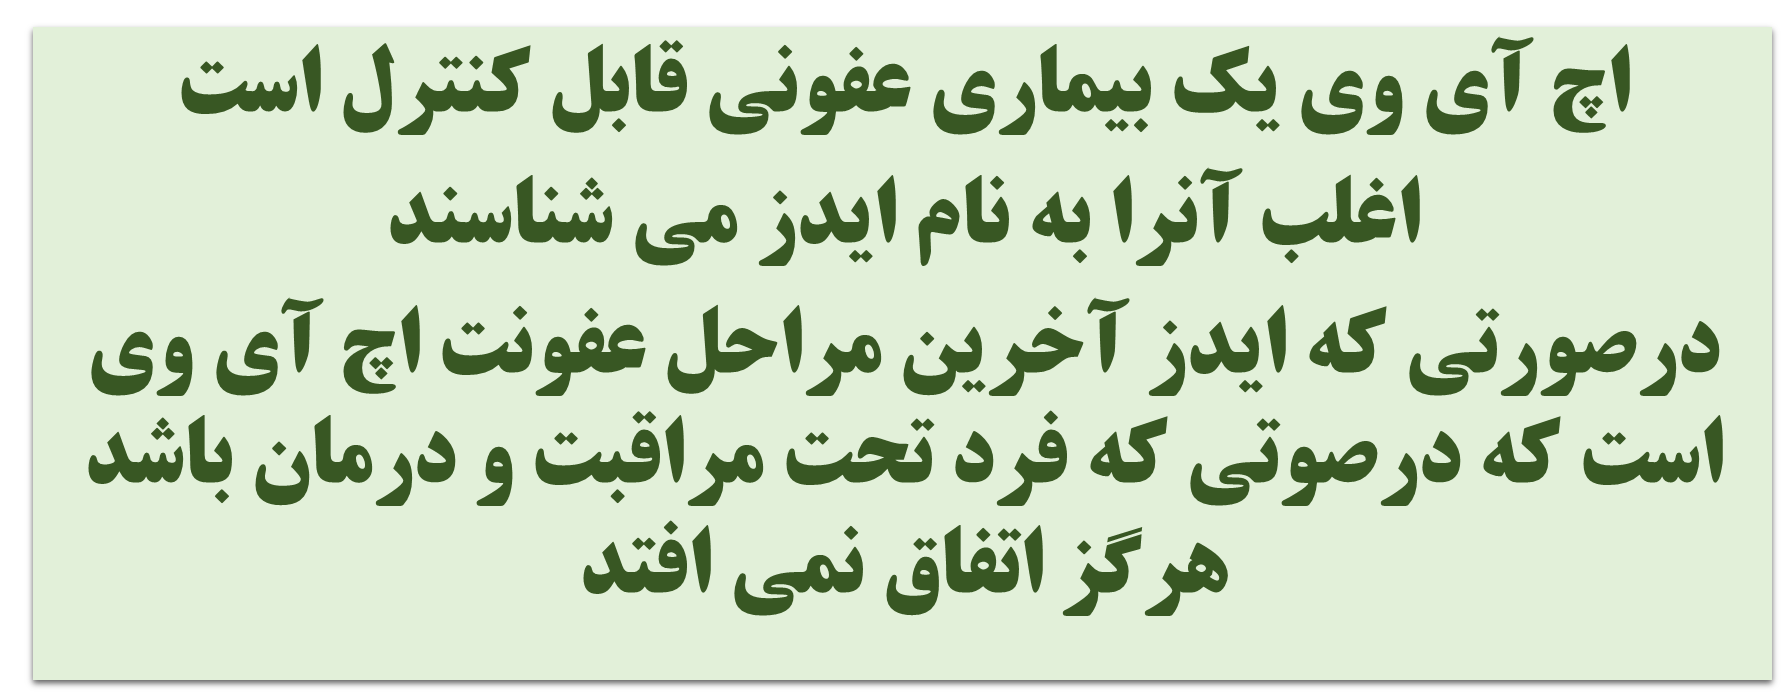 اچ آی وی یک بیماری عفونی قابل کنترل است
اغلب آنرا به نام ایدز می شناسند
درصورتی که ایدز آخرین مراحل عفونت اچ آی وی
است که درصوتی که فرد تحت مراقبت و درمان باشد
هرگز اتفاق نمی افتد